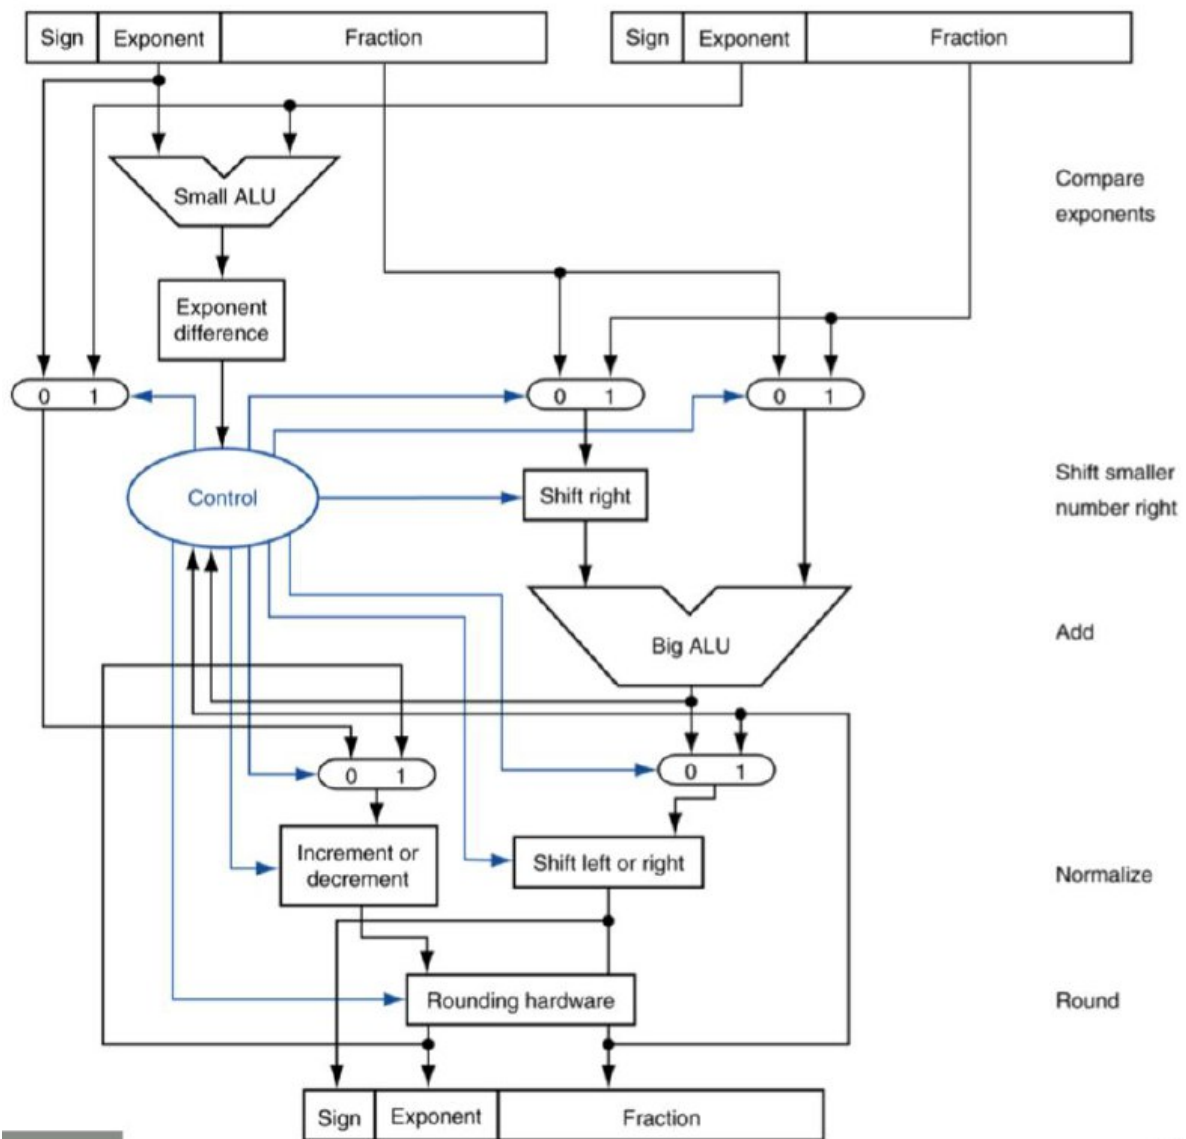 Sign Exponent Fraction Sign Exponent Fraction
Small ALU
Compare
exponents
Exponent
difference
0 1
0 1
0 1
Control
Shift right
Shift smaller
number right
Big ALU
Add
0 1
0 1
Increment or
decrement
Shift left or right
Normalize
Rounding hardware
Round
Sign Exponent Fraction